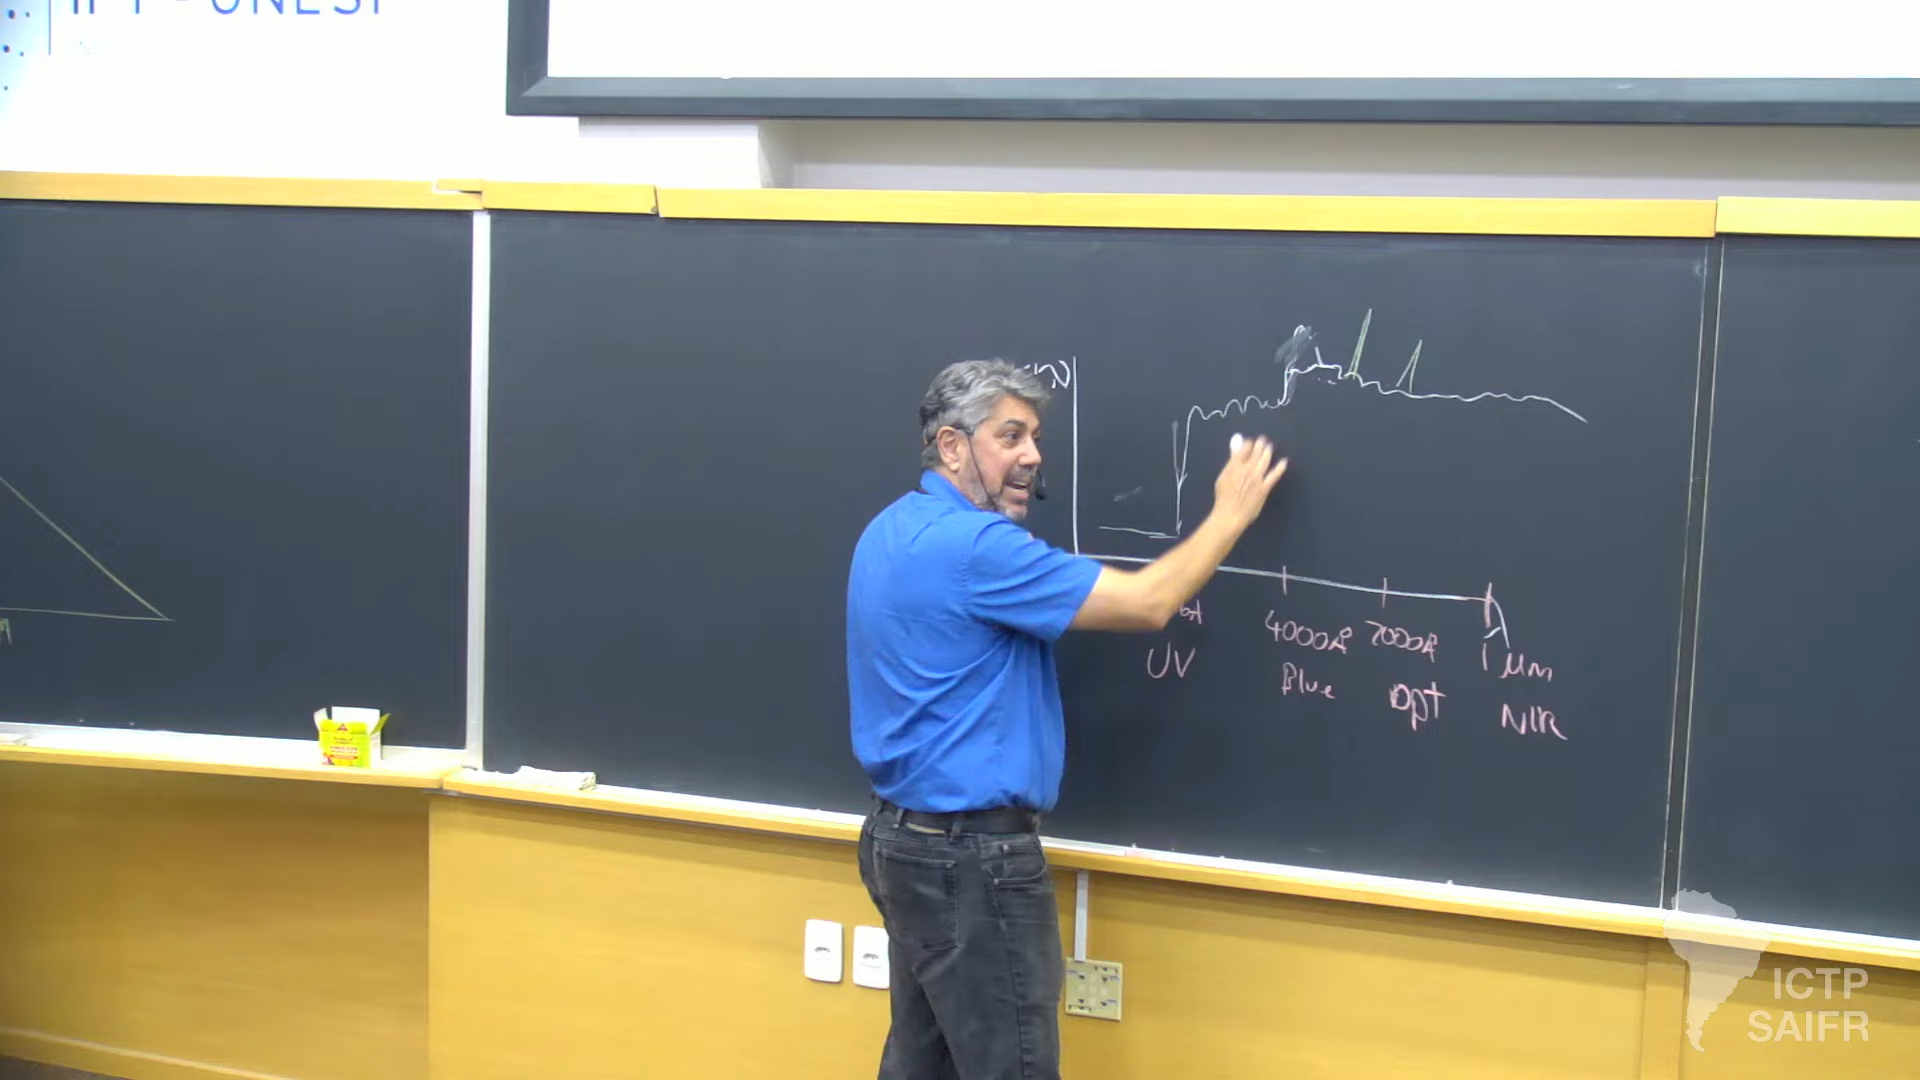 IFT - UNESP
4000Å 7000Å 1 μm
UV Blue opt NIR
ICTP
SAIFR